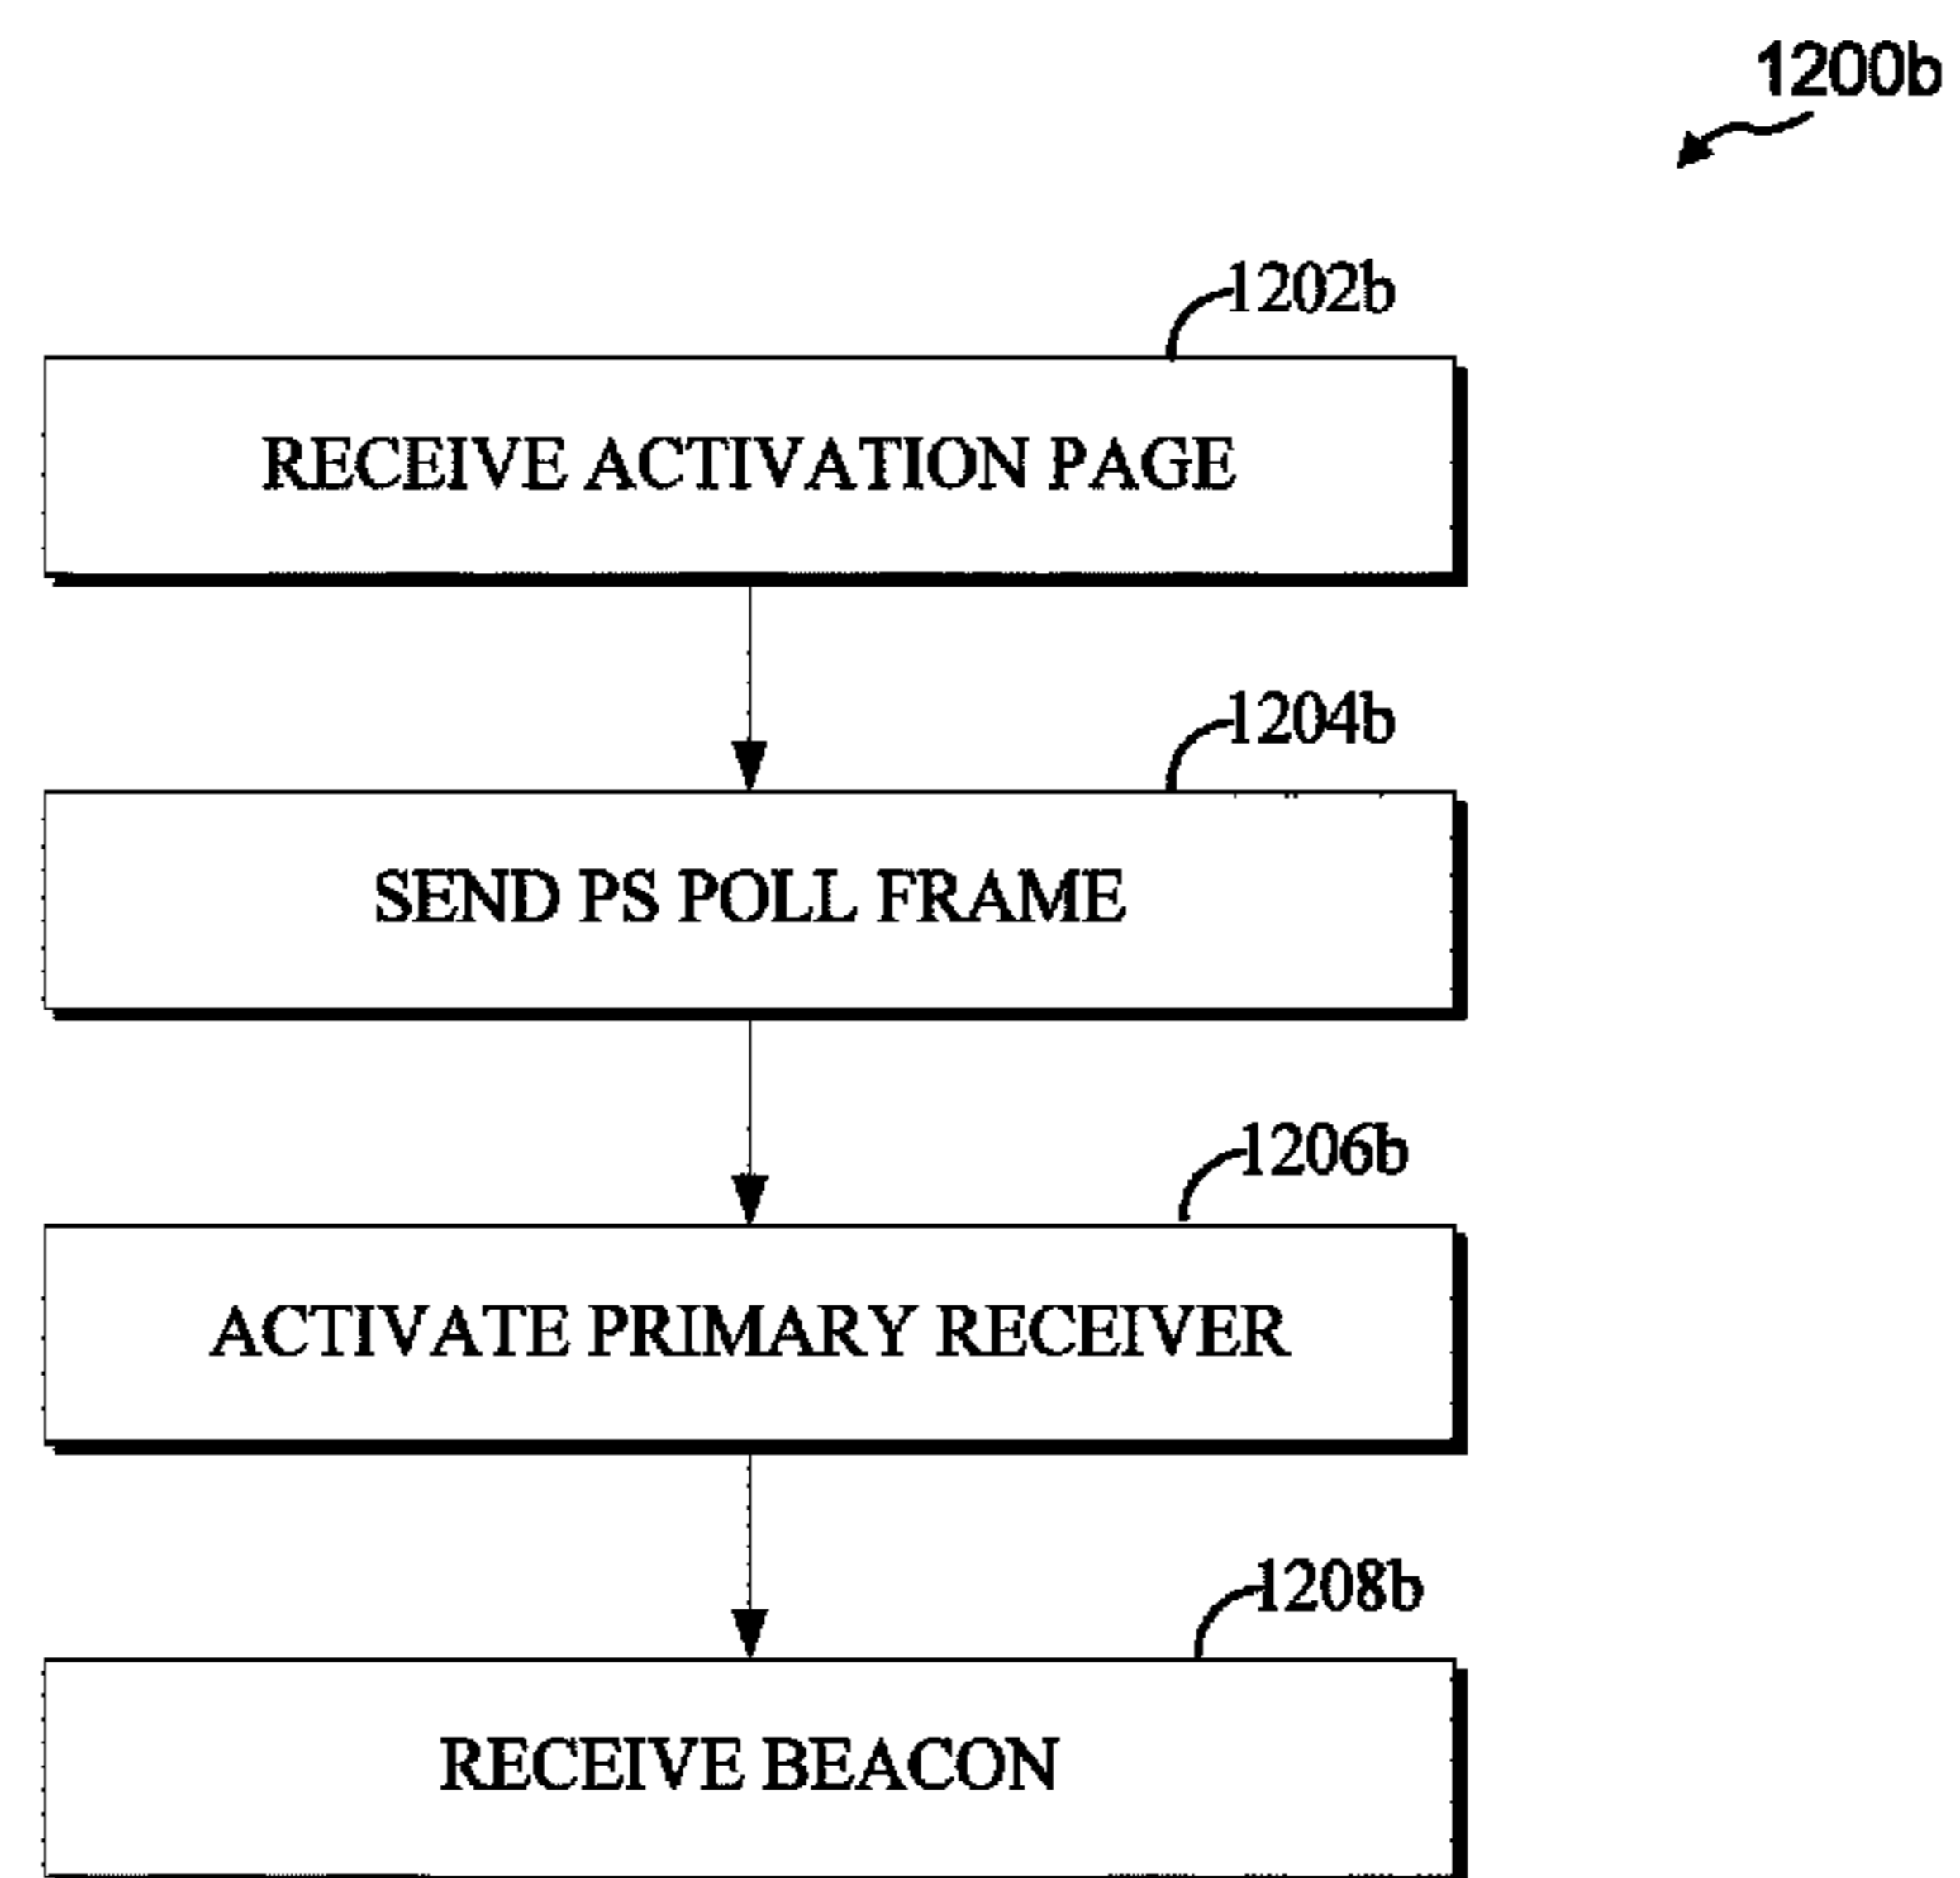 1200b
1202b
RECEIVE ACTIVATION PAGE
1204b
SEND PS POLL FRAME
1206b
ACTIVATE PRIMARY RECEIVER
1208b
RECEIVE BEACON